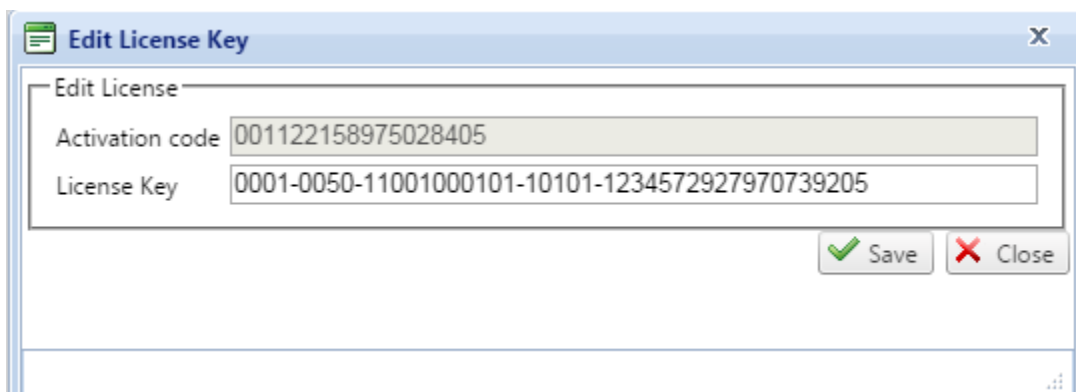 Edit License Key
Edit License
Activation code 001122158975028405
License Key 0001-0050-11001000101-10101-1234572927970739205
Save Close